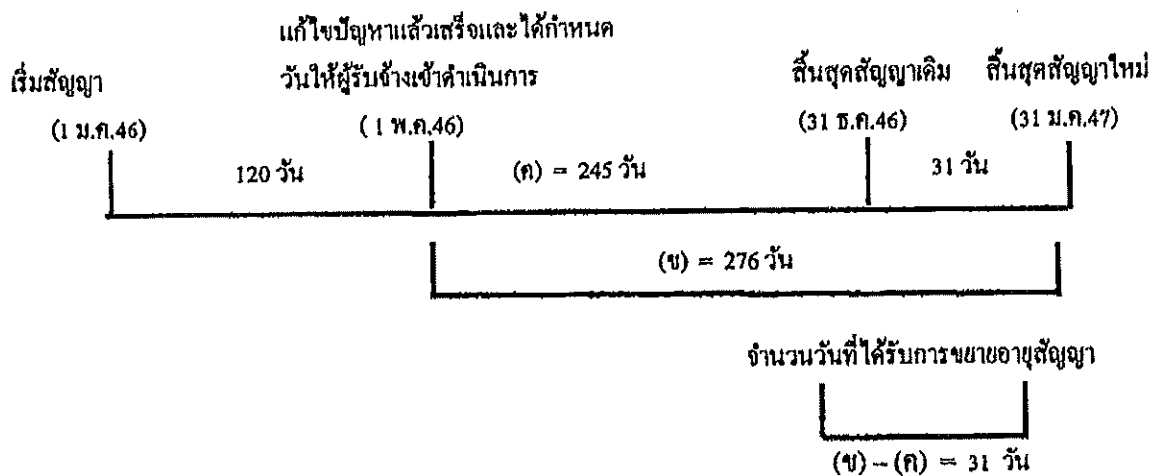 แก้ไขปัญหาแล้วเสร็จและได้กำหนด
เริ่มสัญญา วันให้ผู้รับจ้างเข้าดำเนินการ สิ้นสุดสัญญาเดิม สิ้นสุดสัญญาใหม่
(1 ม.ค.46) ( 1 พ.ค.46) (31 ธ.ค.46) (31 ม.ค.47)
120 วัน (ค) = 245 วัน 31 วัน
(ข) = 276 วัน
จำนวนวันที่ได้รับการขยายอายุสัญญา
(ข) – (ค) = 31 วัน